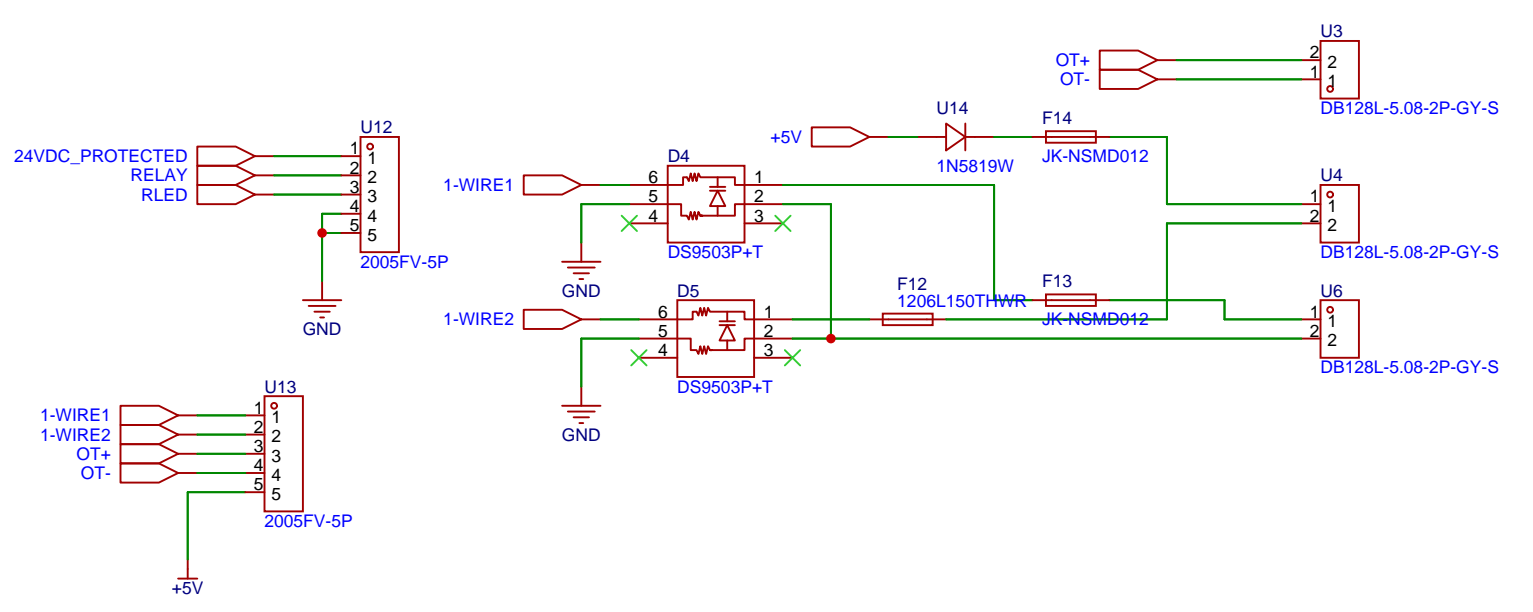 U3
OT+
OT-
2
1
2
1
DB128L-5.08-2P-GY-S
U14
+5V
1N5819W
F14
JK-NSMD012
U12
24VDC_PROTECTED
RELAY
RLED
1
2
3
4
5
1
2
3
4
5
2005FV-5P
GND
D4
1-WIRE1
6
5
4
1
2
3
DS9503P+T
GND
U4
1
2
1
2
DB128L-5.08-2P-GY-S
D5
1-WIRE2
6
5
4
1
2
3
DS9503P+T
GND
F12
1206L150THWR
F13
JK-NSMD012
U6
1
2
1
2
DB128L-5.08-2P-GY-S
U13
1-WIRE1
1-WIRE2
OT+
OT-
1
2
3
4
5
1
2
3
4
5
2005FV-5P
+5V